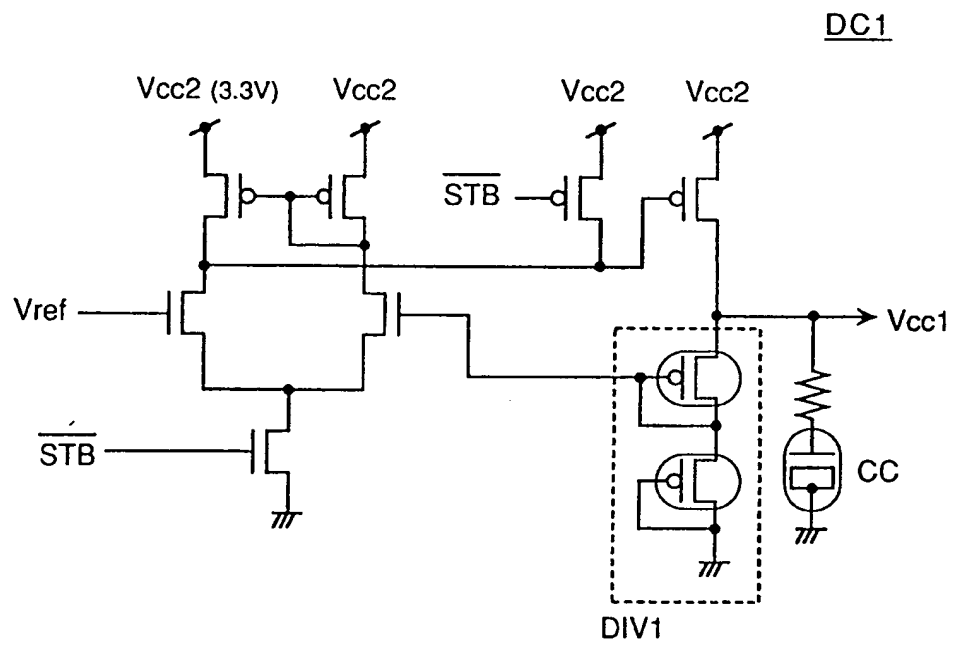 DC1
Vcc2 (3.3V)
Vcc2
Vcc2
Vcc2
STB
Vref
Vcc1
STB
CC
DIV1